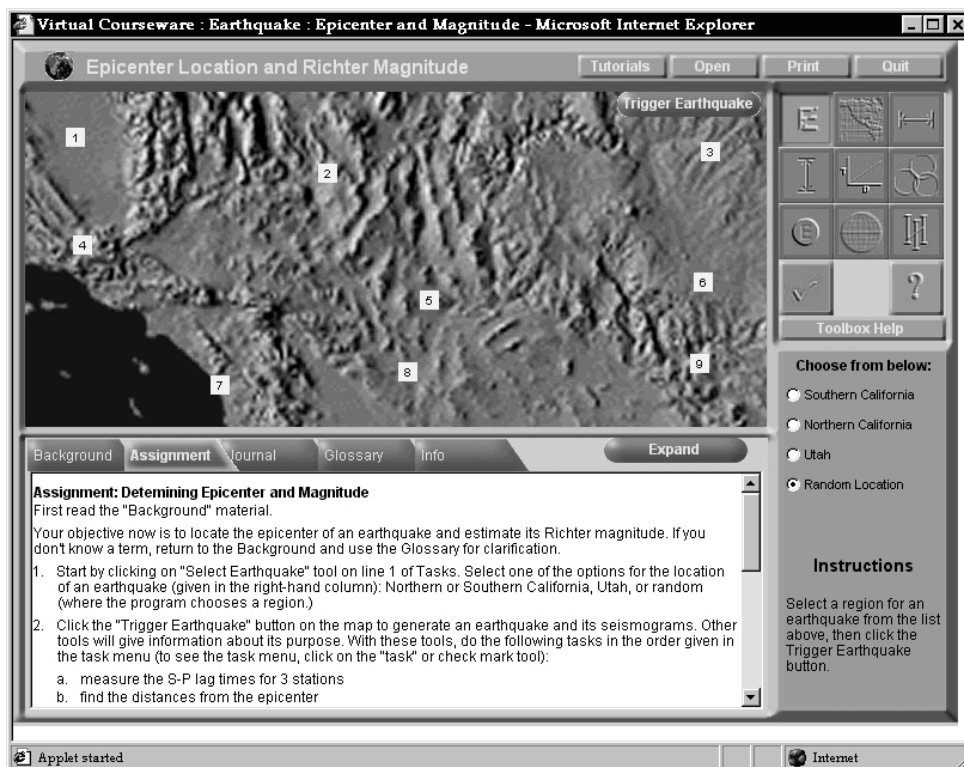 Virtual Courseware : Earthquake : Epicenter and Magnitude - Microsoft Internet Explorer
Epicenter Location and Richter Magnitude
Tutorials
Open
Print
Quit
Trigger Earthquake
1
2
3
4
5
6
7
8
9
E
T
D
E
?
Toolbox Help
Choose from below:
Southern California
Northern California
Utah
Random Location
Instructions
Select a region for an
earthquake from the list
above, then click the
Trigger Earthquake
button.
Background
Assignment
Journal
Glossary
Info
Expand
Assignment: Detemining Epicenter and Magnitude
First read the "Background" material.
Your objective now is to locate the epicenter of an earthquake and estimate its Richter magnitude. If you
don't know a term, return to the Background and use the Glossary for clarification.
1. Start by clicking on "Select Earthquake" tool on line 1 of Tasks. Select one of the options for the location
of an earthquake (given in the right-hand column): Northern or Southern California, Utah, or random
(where the program chooses a region.)
2. Click the "Trigger Earthquake" button on the map to generate an earthquake and its seismograms. Other
tools will give information about its purpose. With these tools, do the following tasks in the order given in
the task menu (to see the task menu, click on the "task" or check mark tool):
a. measure the S-P lag times for 3 stations
b. find the distances from the epicenter
Applet started
Internet